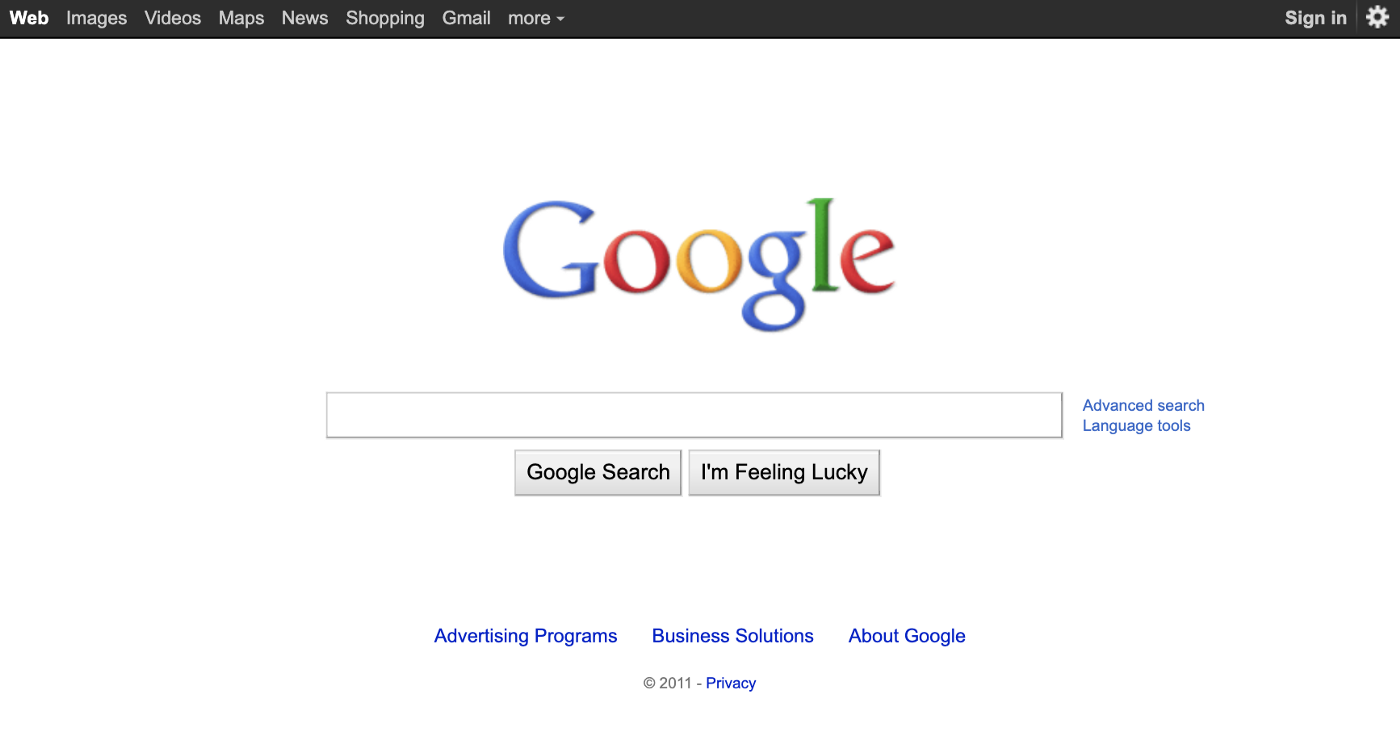 Web Images Videos Maps News Shopping Gmail more Sign in
Google
Advanced search
Language tools
Google Search I'm Feeling Lucky
Advertising Programs Business Solutions About Google
© 2011 - Privacy